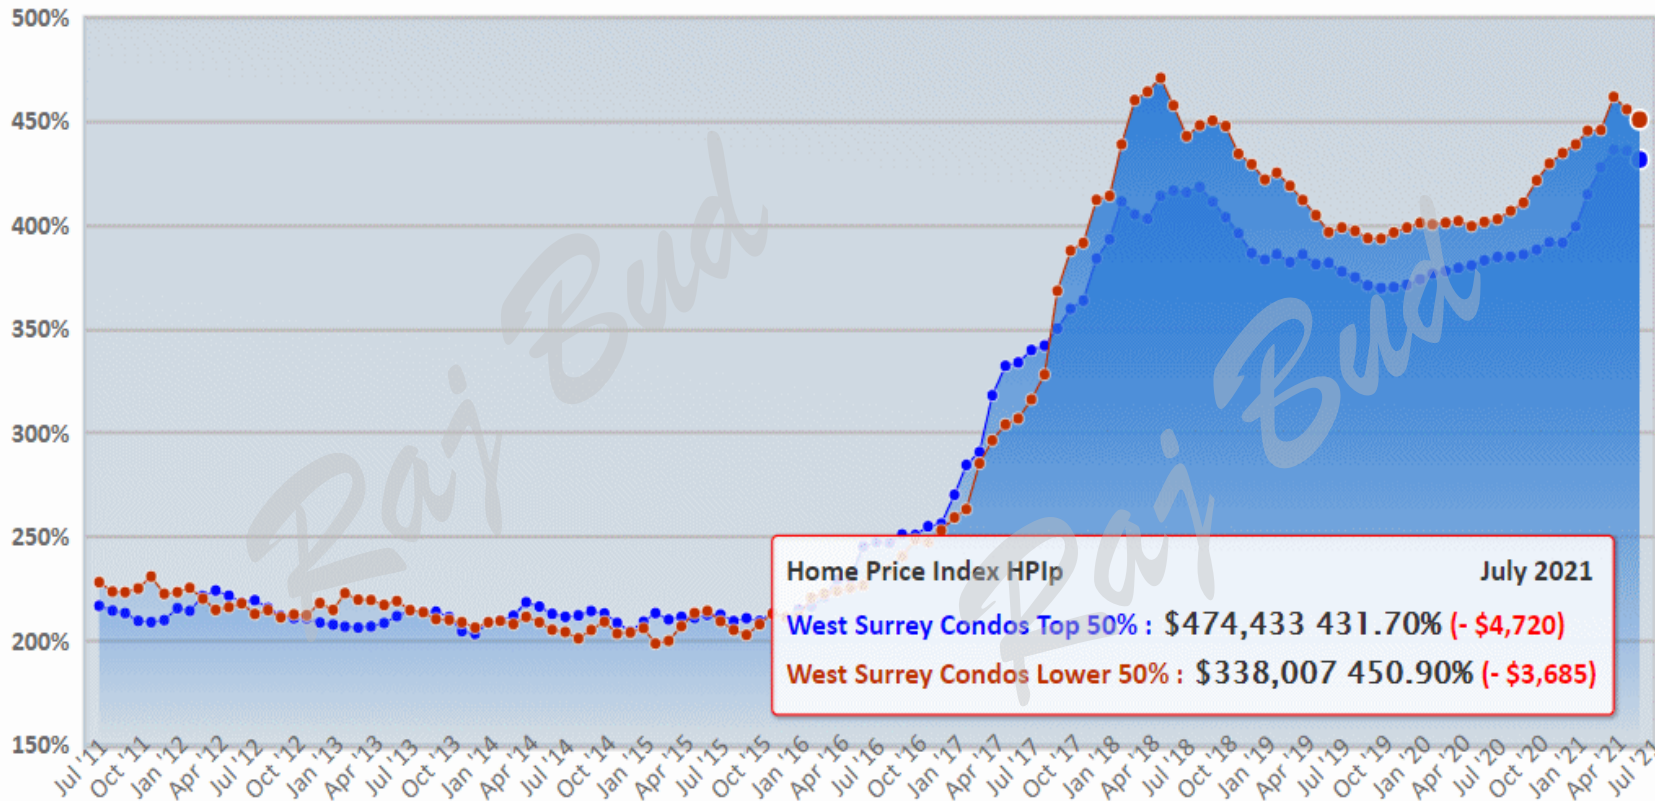 500%
450%
400%
350%
300%
250%
200%
150%
Raj Bud
Raj Bud
Home Price Index HPIp July 2021
West Surrey Condos Top 50% : $474,433 431.70% (- $4,720)
West Surrey Condos Lower 50% : $338,007 450.90% (- $3,685)
Jul '11 Oct '11 Jan '12 Apr '12 Jul '12 Oct '12 Jan '13 Apr '13 Jul '13 Oct '13 Jan '14 Apr '14 Jul '14 Oct '14 Jan '15 Apr '15 Jul '15 Oct '15 Jan '16 Apr '16 Jul '16 Oct '16 Jan '17 Apr '17 Jul '17 Oct '17 Jan '18 Apr '18 Jul '18 Oct '18 Jan '19 Apr '19 Jul '19 Oct '19 Jan '20 Apr '20 Jul '20 Oct '20 Jan '21 Apr '21 Jul '21